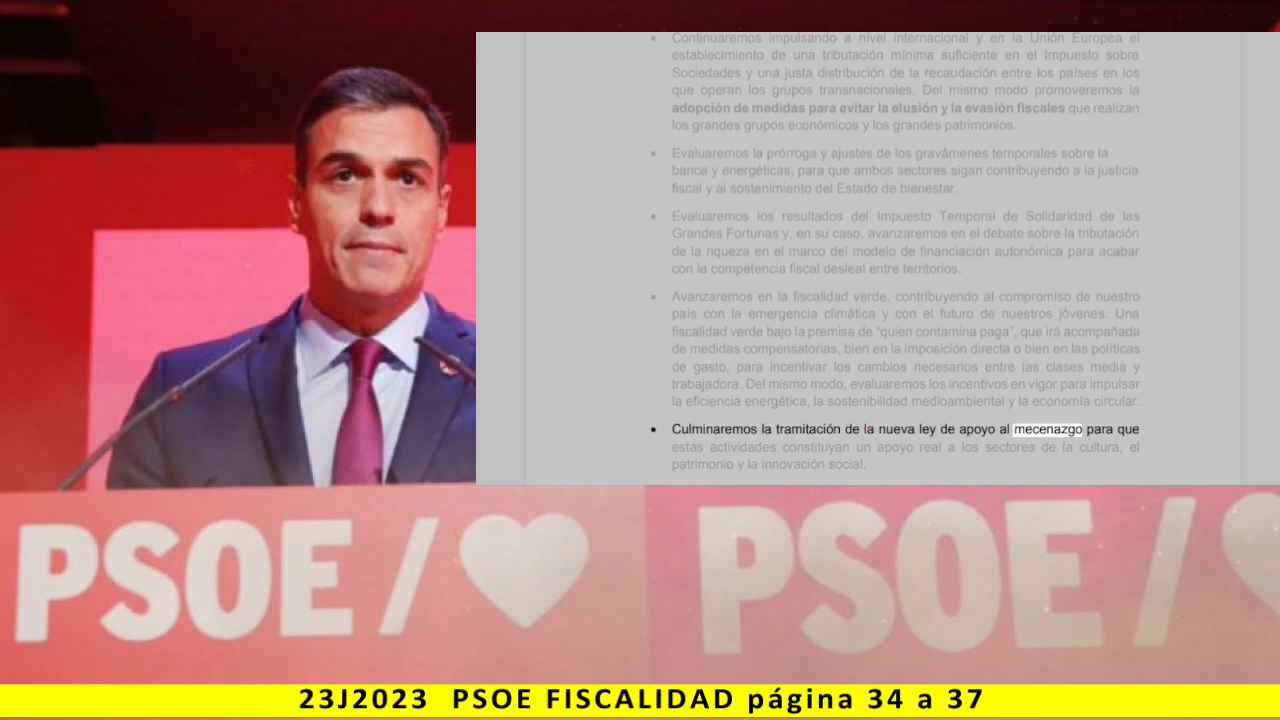 Continuaremos impulsando a nivel internacional y en la Unión Europea el
establecimiento de una tributación mínima suficiente en el Impuesto sobre
Sociedades y una justa distribución de la recaudación entre los países en los
que operan los grupos transnacionales. Del mismo modo promoveremos la
adopción de medidas para evitar la elusión y la evasión fiscales que realizan
los grandes grupos económicos y los grandes patrimonios.
Evaluaremos la prórroga y ajustes de los gravámenes temporales sobre la
banca y energéticas, para que ambos sectores sigan contribuyendo a la justicia
fiscal y al sostenimiento del Estado de bienestar.
Evaluaremos los resultados del Impuesto Temporal de Solidaridad de las
Grandes Fortunas y, en su caso, avanzaremos en el debate sobre la tributación
de la riqueza en el marco del modelo de financiación autonómica para acabar
con la competencia fiscal desleal entre territorios.
Avanzaremos en la fiscalidad verde, contribuyendo al compromiso de nuestro
país con la emergencia climática y con el futuro de nuestros jóvenes. Una
fiscalidad verde bajo la premisa de “quien contamina paga”, que irá acompañada
de medidas compensatorias, bien en la imposición directa o bien en las políticas
de gasto, para incentivar los cambios necesarios entre las clases media y
trabajadora. Del mismo modo, evaluaremos los incentivos en vigor para impulsar
la eficiencia energética, la sostenibilidad medioambiental y la economía circular.
Culminaremos la tramitación de la nueva ley de apoyo al mecenazgo para que
estas actividades constituyan un apoyo real a los sectores de la cultura, el
patrimonio y la innovación social.
PSOE / PSOE /
23J2023 PSOE FISCALIDAD página 34 a 37